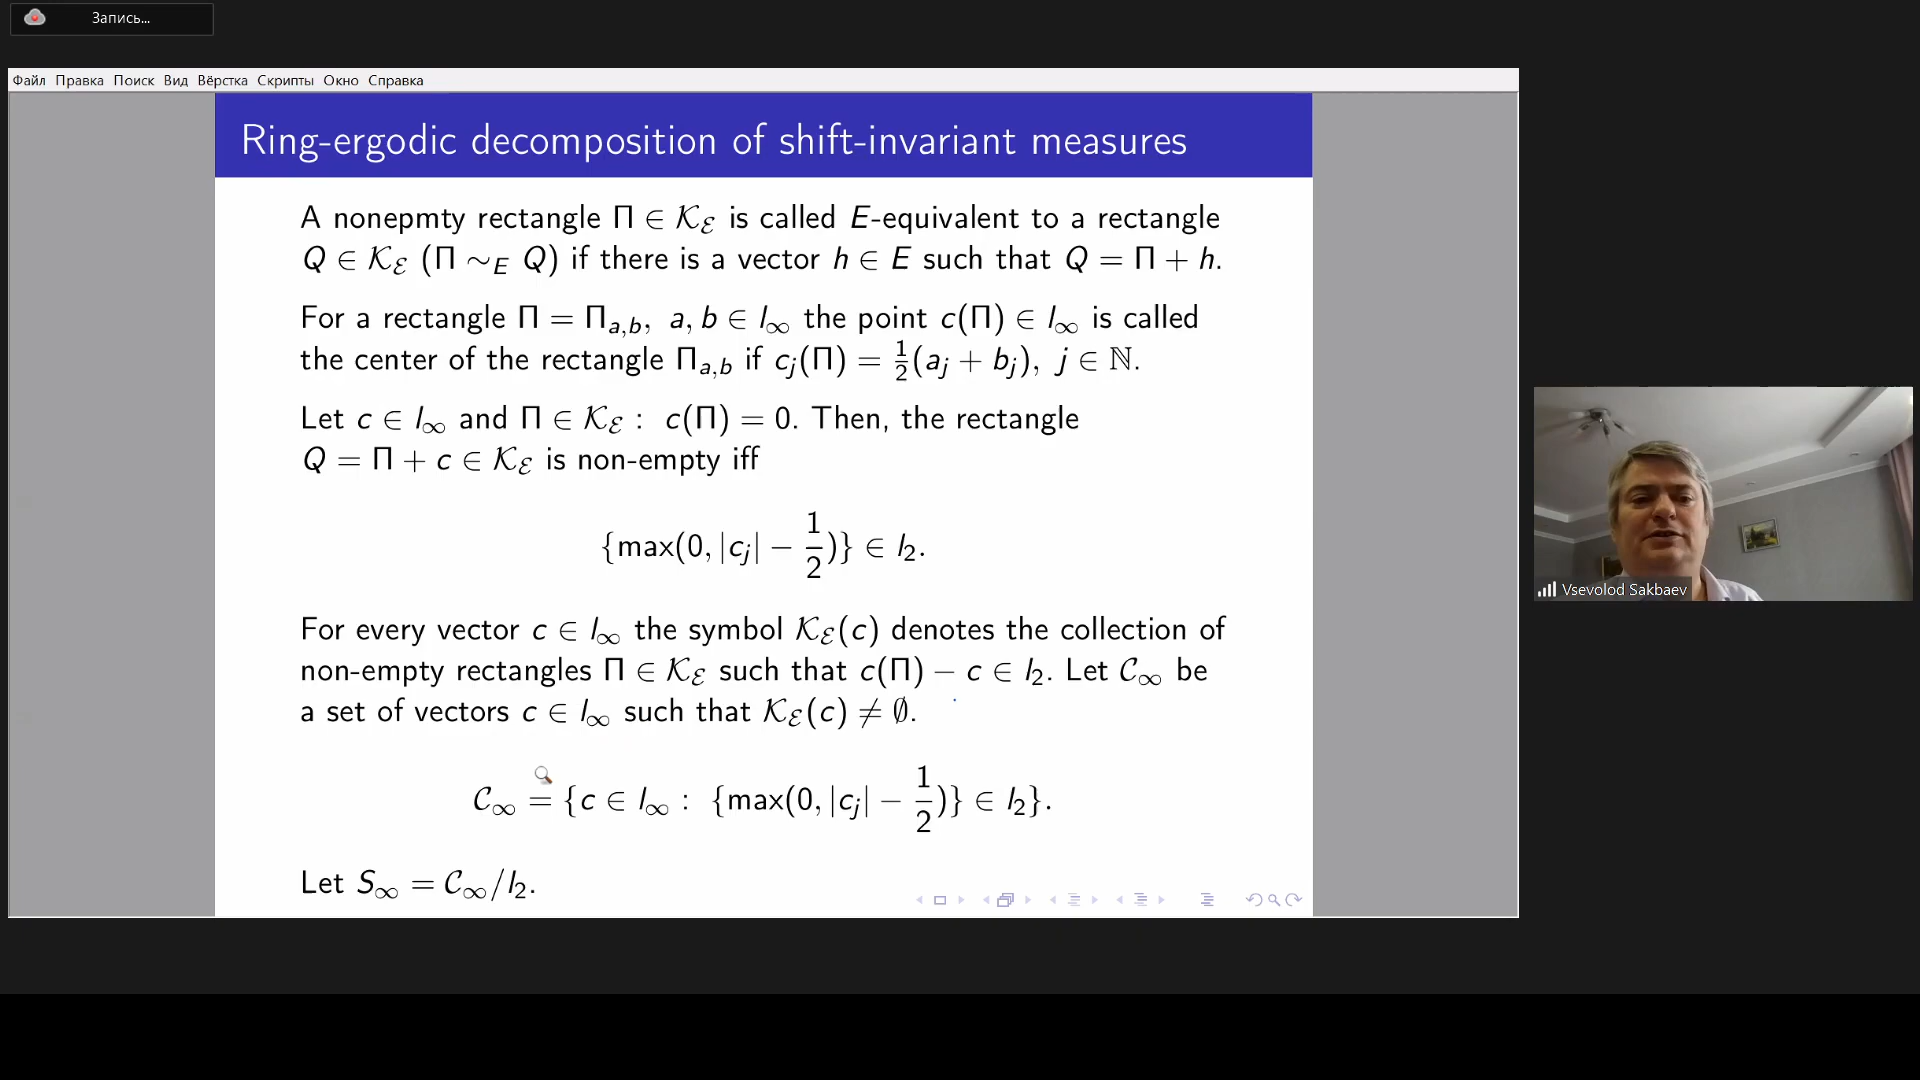 Запись...
Файл Правка Поиск Вид Вёрстка Скрипты Окно Справка
Ring-ergodic decomposition of shift-invariant measures
A nonepmty rectangle Π ∈ 𝒦_ℰ is called E-equivalent to a rectangle
Q ∈ 𝒦_ℰ (Π ∼_E Q) if there is a vector h ∈ E such that Q = Π + h.
For a rectangle Π = Π_{a,b}, a, b ∈ l_∞ the point c(Π) ∈ l_∞ is called
the center of the rectangle Π_{a,b} if c_j(Π) = 1/2(a_j + b_j), j ∈ ℕ.
Let c ∈ l_∞ and Π ∈ 𝒦_ℰ : c(Π) = 0. Then, the rectangle
Q = Π + c ∈ 𝒦_ℰ is non-empty iff
{max(0, |c_j| − 1/2)} ∈ l_2.
For every vector c ∈ l_∞ the symbol 𝒦_ℰ(c) denotes the collection of
non-empty rectangles Π ∈ 𝒦_ℰ such that c(Π) − c ∈ l_2. Let 𝒞_∞ be
a set of vectors c ∈ l_∞ such that 𝒦_ℰ(c) ≠ ∅.
𝒞_∞ = {c ∈ l_∞ : {max(0, |c_j| − 1/2)} ∈ l_2}.
Let S_∞ = 𝒞_∞/l_2.
Vsevolod Sakbaev